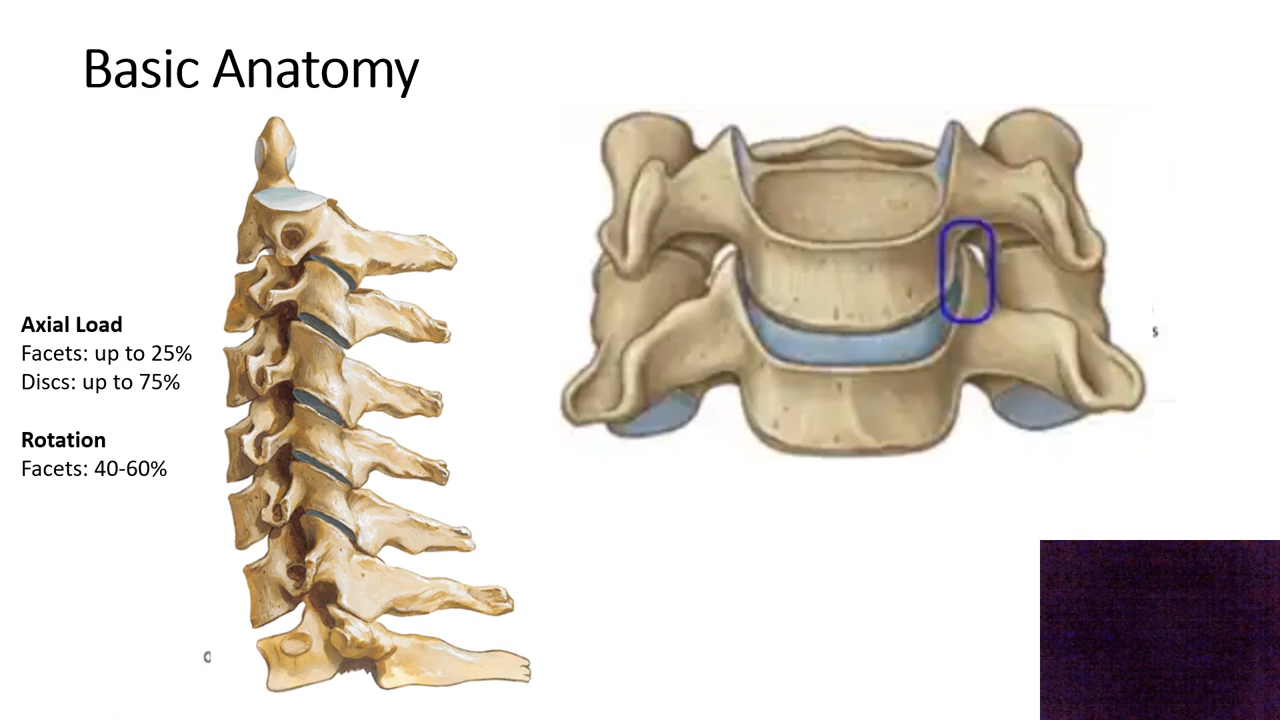 Basic Anatomy
Axial Load
Facets: up to 25%
Discs: up to 75%
Rotation
Facets: 40-60%
s